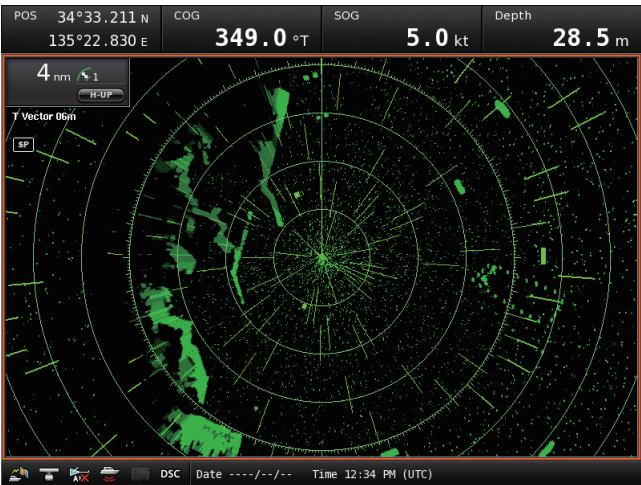 POS 34°33.211 N
135°22.830 E
COG
349.0 °T
SOG
5.0 kt
Depth
28.5 m
4 nm 1
H-UP
T Vector 06m
SP
DSC Date ----/--/-- Time 12:34 PM (UTC)